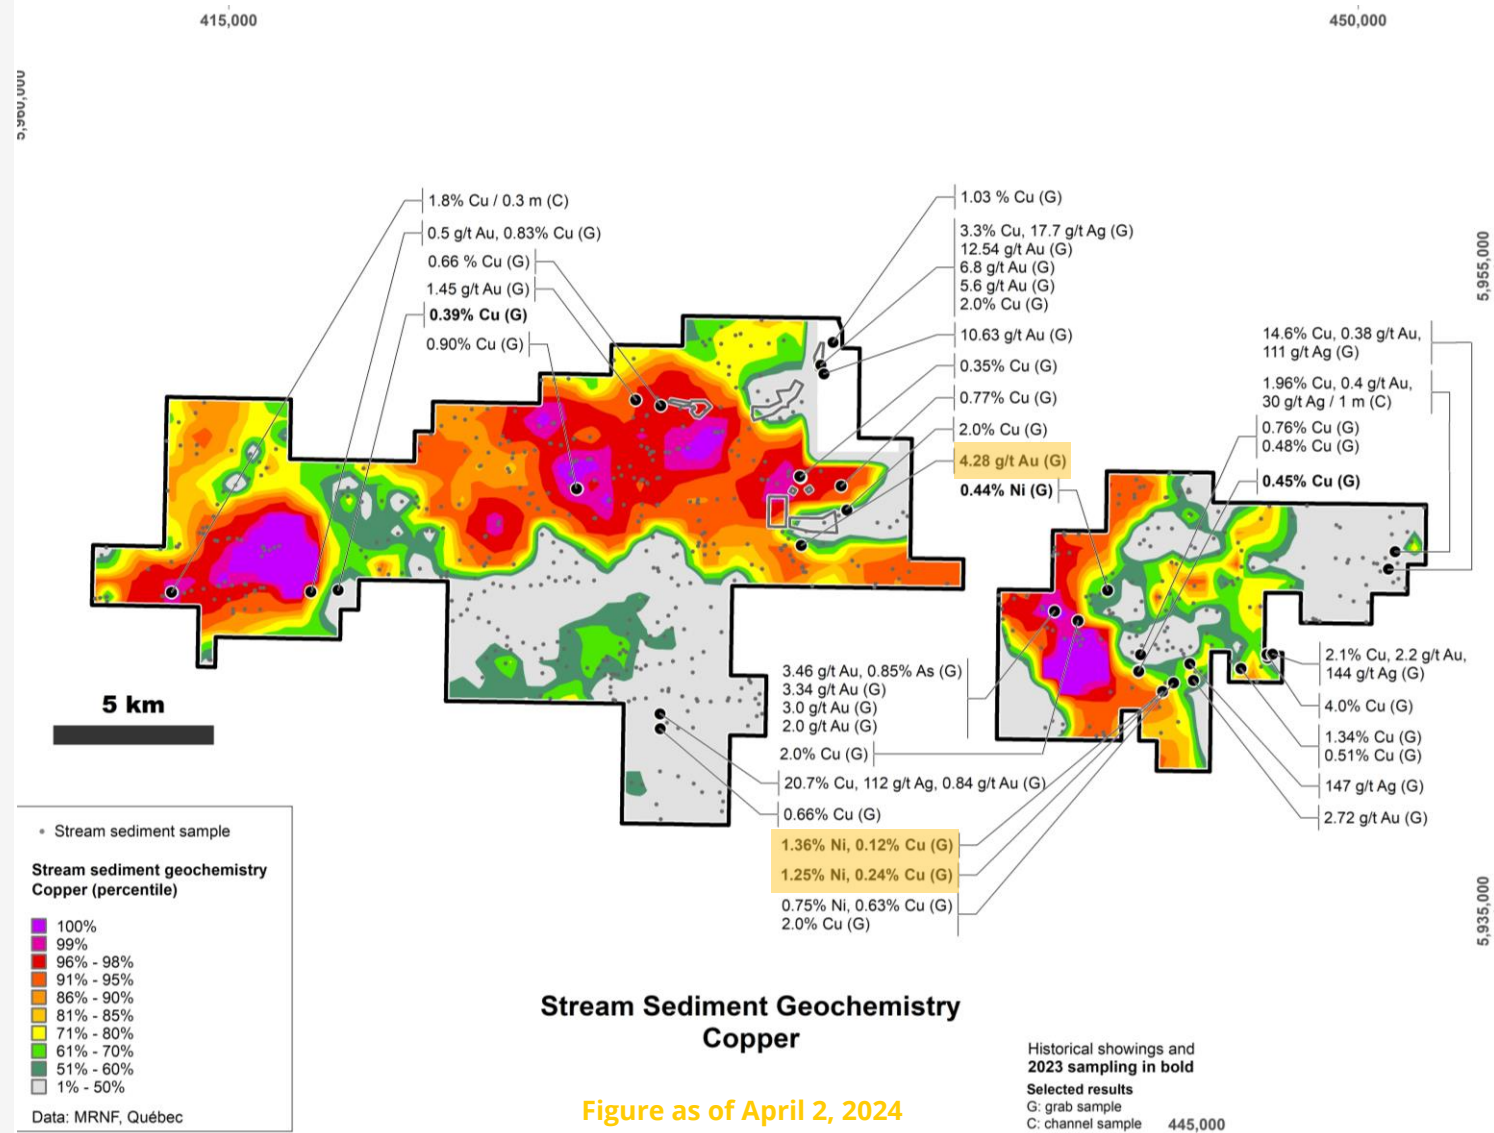 415,000
450,000
5,960,000
5,955,000
5,935,000
1.8% Cu / 0.3 m (C)
0.5 g/t Au, 0.83% Cu (G)
0.66 % Cu (G)
1.45 g/t Au (G)
0.39% Cu (G)
0.90% Cu (G)
1.03 % Cu (G)
3.3% Cu, 17.7 g/t Ag (G)
12.54 g/t Au (G)
6.8 g/t Au (G)
5.6 g/t Au (G)
2.0% Cu (G)
10.63 g/t Au (G)
0.35% Cu (G)
0.77% Cu (G)
2.0% Cu (G)
4.28 g/t Au (G)
0.44% Ni (G)
14.6% Cu, 0.38 g/t Au,
111 g/t Ag (G)
1.96% Cu, 0.4 g/t Au,
30 g/t Ag / 1 m (C)
0.76% Cu (G)
0.48% Cu (G)
0.45% Cu (G)
3.46 g/t Au, 0.85% As (G)
3.34 g/t Au (G)
3.0 g/t Au (G)
2.0 g/t Au (G)
2.0% Cu (G)
20.7% Cu, 112 g/t Ag, 0.84 g/t Au (G)
0.66% Cu (G)
1.36% Ni, 0.12% Cu (G)
1.25% Ni, 0.24% Cu (G)
0.75% Ni, 0.63% Cu (G)
2.0% Cu (G)
2.1% Cu, 2.2 g/t Au,
144 g/t Ag (G)
4.0% Cu (G)
1.34% Cu (G)
0.51% Cu (G)
147 g/t Ag (G)
2.72 g/t Au (G)
5 km
Stream sediment sample
Stream sediment geochemistry
Copper (percentile)
100%
99%
96% - 98%
91% - 95%
86% - 90%
81% - 85%
71% - 80%
61% - 70%
51% - 60%
1% - 50%
Data: MRNF, Québec
Stream Sediment Geochemistry
Copper
Figure as of April 2, 2024
Historical showings and
2023 sampling in bold
Selected results
G: grab sample
C: channel sample
445,000